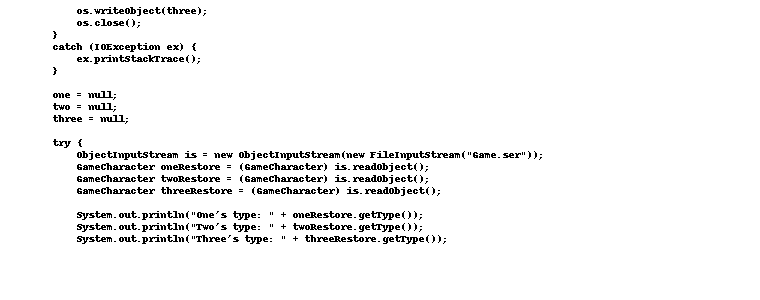 os.writeObject(three);
os.close();
}
catch (IOException ex) {
ex.printStackTrace();
}
one = null;
two = null;
three = null;
try {
ObjectInputStream is = new ObjectInputStream(new FileInputStream("Game.ser"));
GameCharacter oneRestore = (GameCharacter) is.readObject();
GameCharacter twoRestore = (GameCharacter) is.readObject();
GameCharacter threeRestore = (GameCharacter) is.readObject();
System.out.println("One's type: " + oneRestore.getType());
System.out.println("Two's type: " + twoRestore.getType());
System.out.println("Three's type: " + threeRestore.getType());